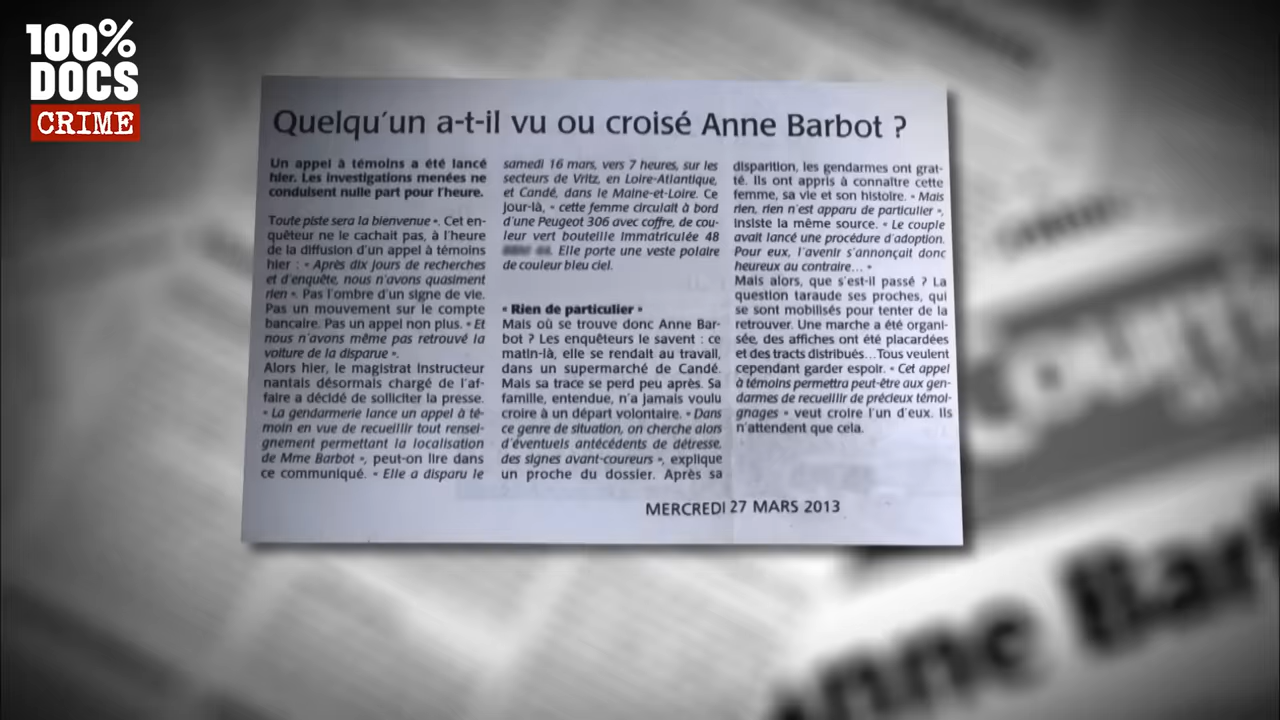 100%
DOCS
CRIME
Quelqu'un a-t-il vu ou croisé Anne Barbot ?
Un appel à témoins a été lancé
hier. Les investigations menées ne
conduisent nulle part pour l'heure.
Toute piste sera la bienvenue ». Cet en-
quêteur ne le cachait pas, à l'heure
de la diffusion d'un appel à témoins
hier : « Après dix jours de recherches
et d'enquête, nous n'avons quasiment
rien ». Pas l'ombre d'un signe de vie.
Pas un mouvement sur le compte
bancaire. Pas un appel non plus. « Et
nous n'avons même pas retrouvé la
voiture de la disparue ».
Alors hier, le magistrat instructeur
nantais désormais chargé de l'af-
faire a décidé de solliciter la presse.
« La gendarmerie lance un appel à té-
moin en vue de recueillir tout rensei-
gnement permettant la localisation
de Mme Barbot », peut-on lire dans
ce communiqué. « Elle a disparu le
samedi 16 mars, vers 7 heures, sur les
secteurs de Vritz, en Loire-Atlantique,
et Candé, dans le Maine-et-Loire. Ce
jour-là, « cette femme circulait à bord
d'une Peugeot 306 avec coffre, de cou-
leur vert bouteille immatriculée 48
Elle porte une veste polaire
de couleur bleu ciel.
« Rien de particulier »
Mais où se trouve donc Anne Bar-
bot ? Les enquêteurs le savent : ce
matin-là, elle se rendait au travail,
dans un supermarché de Candé.
Mais sa trace se perd peu après. Sa
famille, entendue, n'a jamais voulu
croire à un départ volontaire. « Dans
ce genre de situation, on cherche alors
d'éventuels antécédents de détresse,
des signes avant-coureurs », explique
un proche du dossier. Après sa
disparition, les gendarmes ont grat-
té. Ils ont appris à connaître cette
femme, sa vie et son histoire. « Mais
rien, rien n'est apparu de particulier »,
insiste la même source. « Le couple
avait lancé une procédure d'adoption.
Pour eux, l'avenir s'annonçait donc
heureux au contraire... »
Mais alors, que s'est-il passé ? La
question taraude ses proches, qui
se sont mobilisés pour tenter de la
retrouver. Une marche a été organi-
sée, des affiches ont été placardées
et des tracts distribués...Tous veulent
cependant garder espoir. « Cet appel
à témoins permettra peut-être aux gen-
darmes de recueillir de précieux témoi-
gnages » veut croire l'un d'eux. Ils
n'attendent que cela.
MERCREDI 27 MARS 2013
Anne Bar